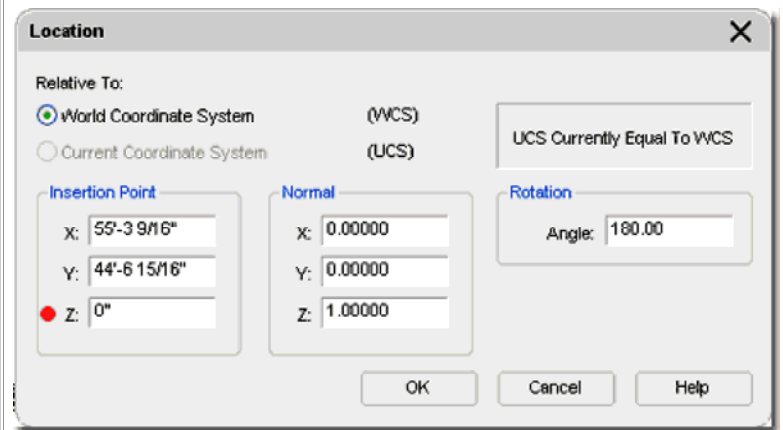 Location
Relative To:
World Coordinate System (WCS)
Current Coordinate System (UCS)
UCS Currently Equal To WCS
Insertion Point
X: 55'-3 9/16"
Y: 44'-6 15/16"
Z: 0"
Normal
X: 0.00000
Y: 0.00000
Z: 1.00000
Rotation
Angle: 180.00
OK Cancel Help